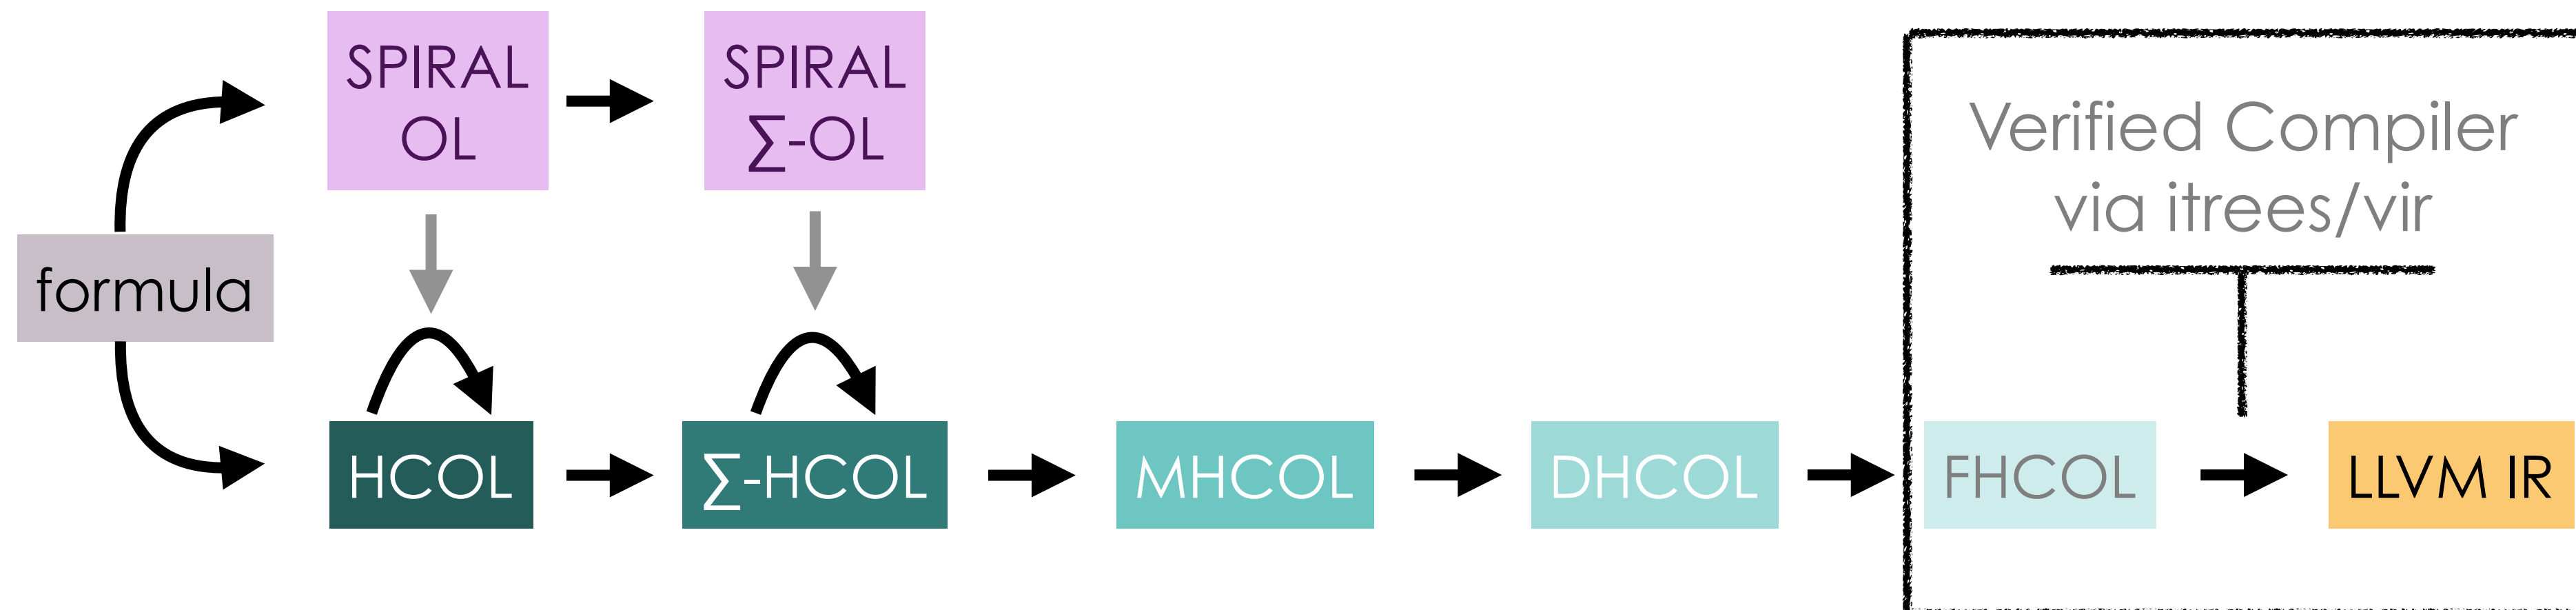 SPIRAL
OL
SPIRAL
∑-OL
Verified Compiler
via itrees/vir
formula
HCOL
∑-HCOL
MHCOL
DHCOL
FHCOL
LLVM IR